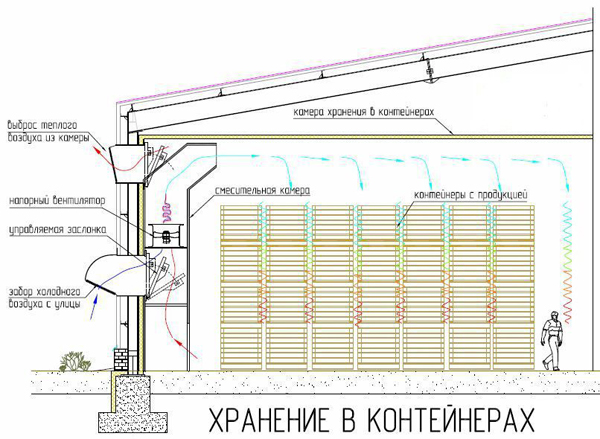 выброс теплого
воздуха из камеры
камера хранения в контейнерах
напорный вентилятор
смесительная камера
контейнеры с продукцией
управляемая заслонка
забор холодного
воздуха с улицы
ХРАНЕНИЕ В КОНТЕЙНЕРАХ